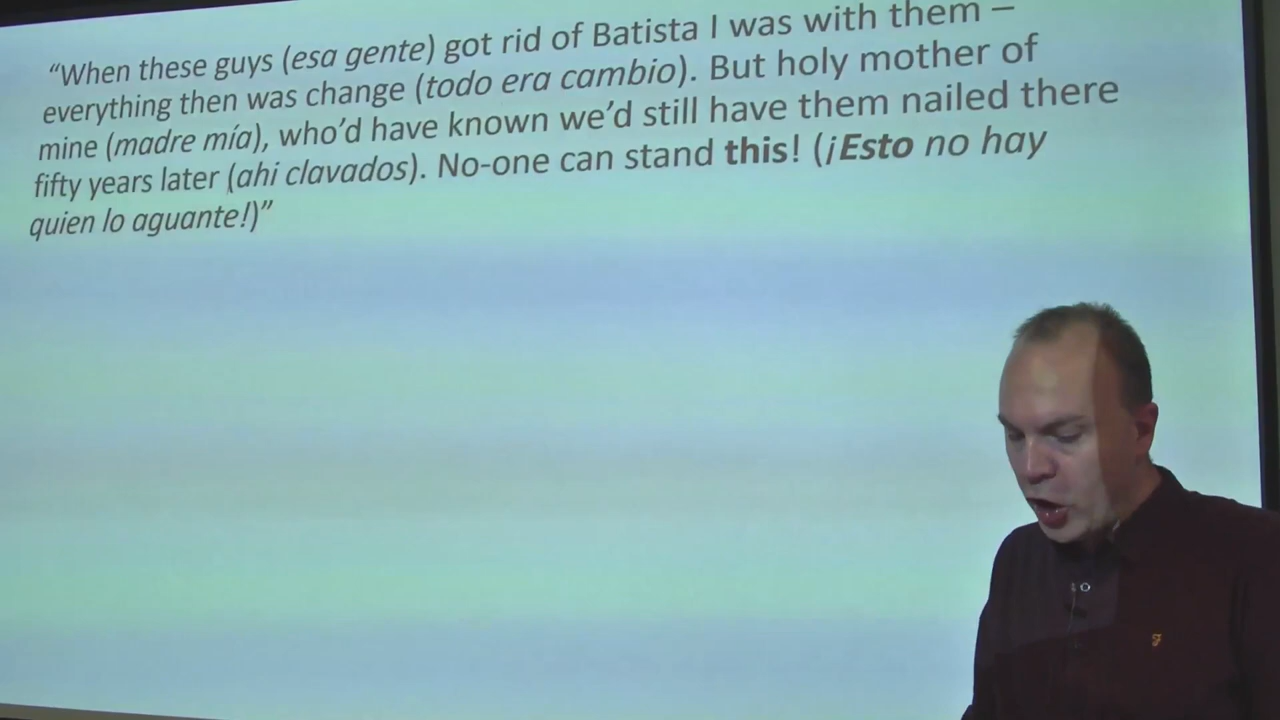 “When these guys (esa gente) got rid of Batista I was with them –
everything then was change (todo era cambio). But holy mother of
mine (madre mía), who’d have known we’d still have them nailed there
fifty years later (ahi clavados). No-one can stand this! (¡Esto no hay
quien lo aguante!)”